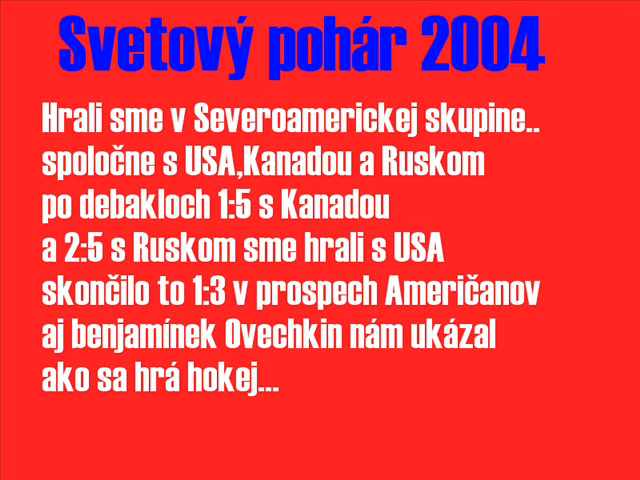 Svetový pohár 2004
Hrali sme v Severoamerickej skupine..
spoločne s USA,Kanadou a Ruskom
po debakloch 1:5 s Kanadou
a 2:5 s Ruskom sme hrali s USA
skončilo to 1:3 v prospech Američanov
aj benjamínek Ovechkin nám ukázal
ako sa hrá hokej...